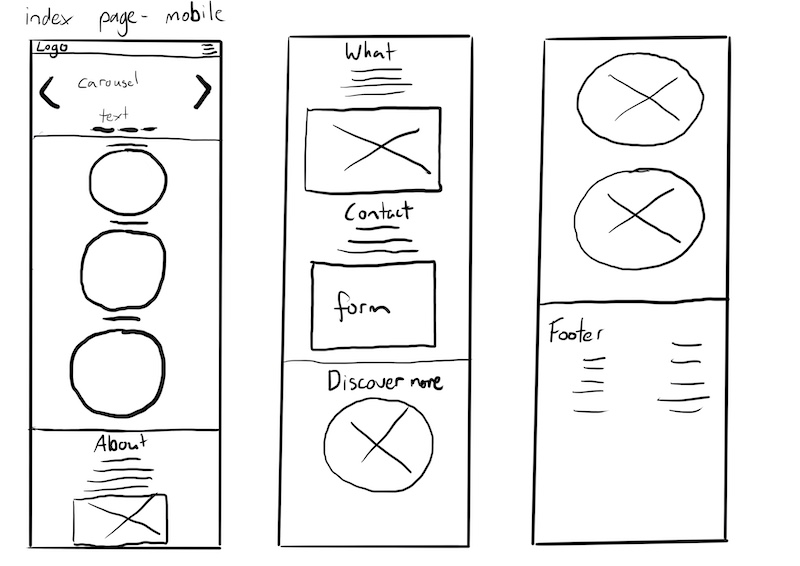 index page - mobile
Logo
Carousel
text
About
What
Contact
form
Discover more
Footer